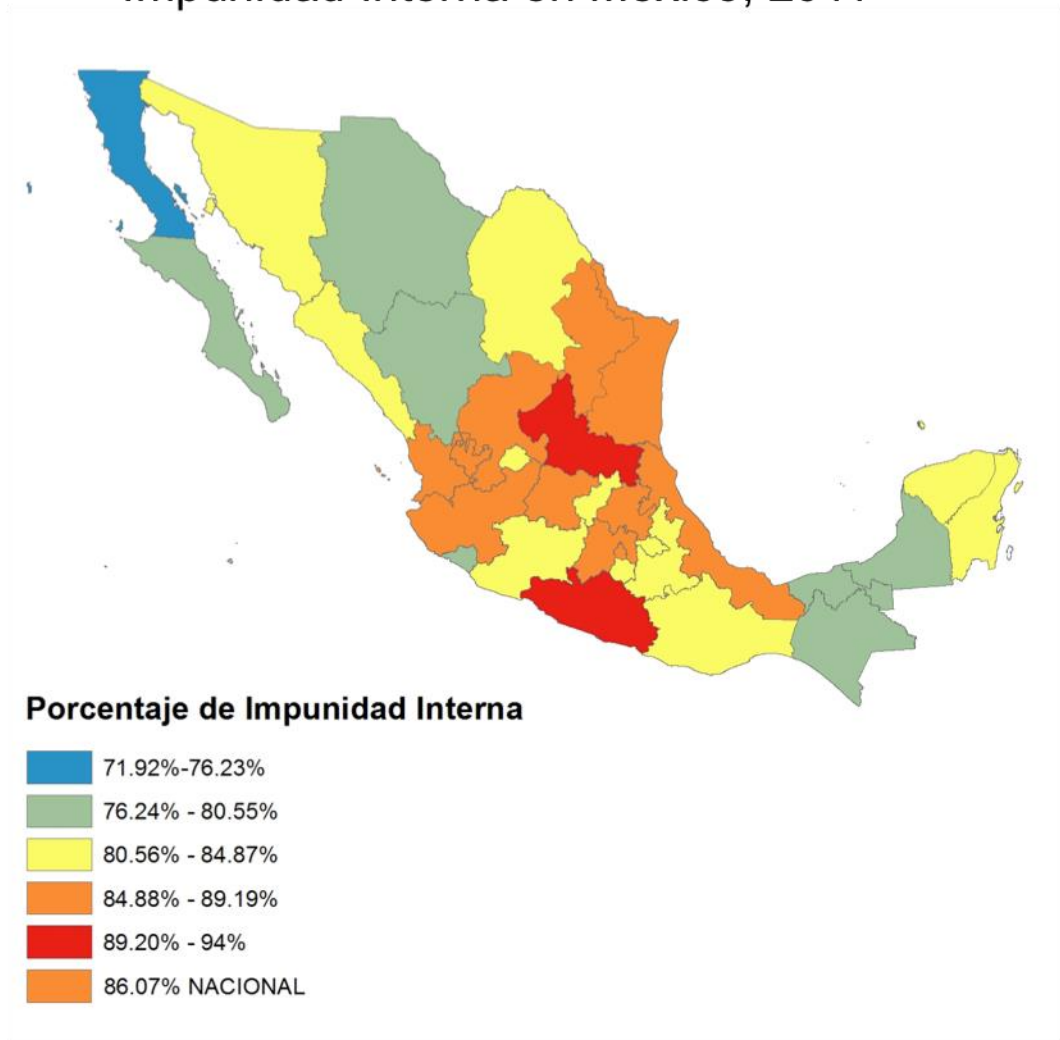 Porcentaje de Impunidad Interna
71.92%-76.23%
76.24% - 80.55%
80.56% - 84.87%
84.88% - 89.19%
89.20% - 94%
86.07% NACIONAL